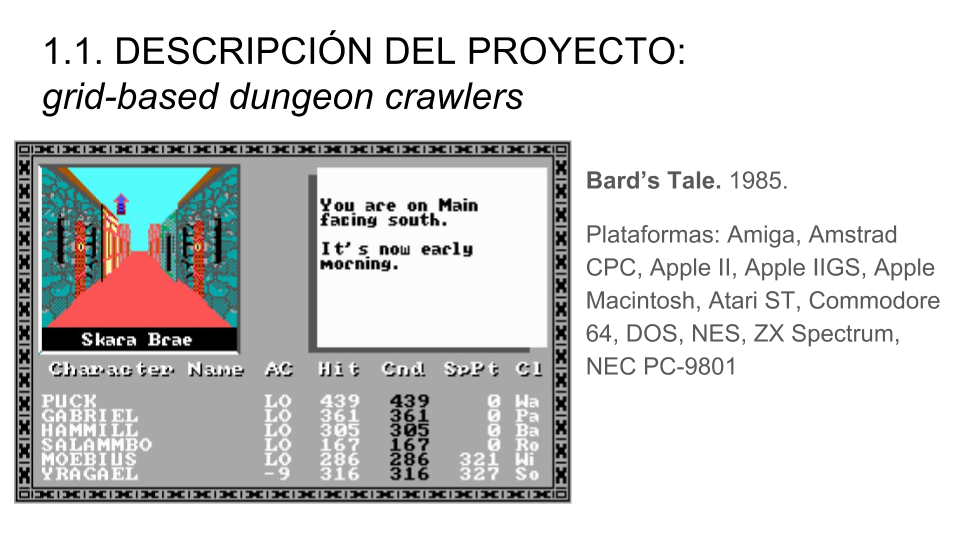 1.1. DESCRIPCIÓN DEL PROYECTO:
grid-based dungeon crawlers
You are on Main
facing south.
It's now early
morning.
Skara Brae
Character Name AC Hit Cnd SpPt Cl
PUCK LO 439 439 0 Wa
GABRIEL LO 361 361 0 Pa
HAMMILL LO 305 305 0 Ba
SALAMMBO LO 167 167 0 Ro
MOEBIUS LO 286 286 321 Wi
YRAGAEL -9 316 316 327 So
Bard’s Tale. 1985.
Plataformas: Amiga, Amstrad
CPC, Apple II, Apple IIGS, Apple
Macintosh, Atari ST, Commodore
64, DOS, NES, ZX Spectrum,
NEC PC-9801